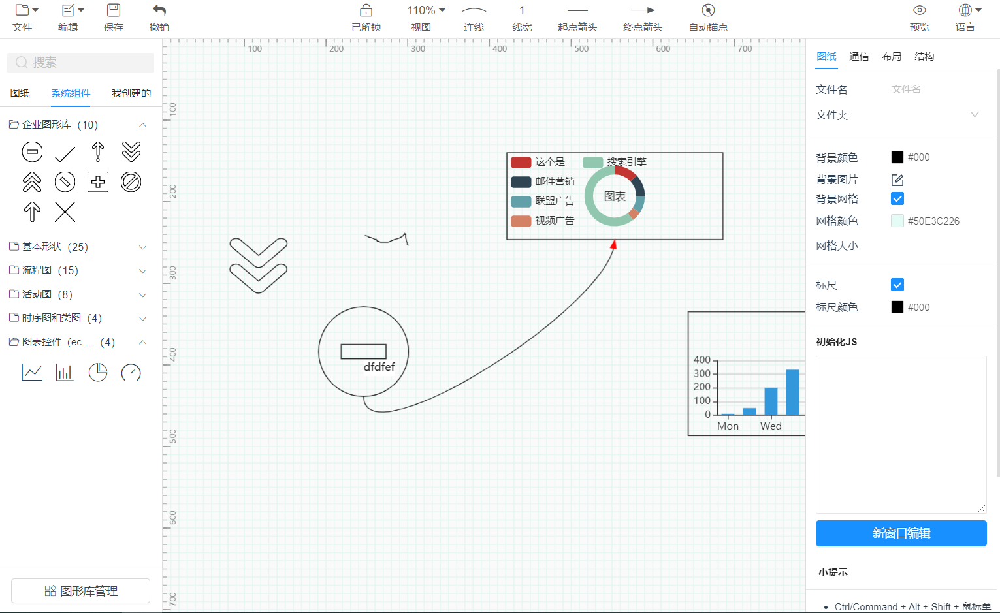 文件
编辑
保存
撤销
已解锁
110%
视图
连线
1
线宽
起点箭头
终点箭头
自动锚点
预览
语言
搜索
图纸 系统组件 我创建的
企业图形库 (10)
基本形状 (25)
流程图 (15)
活动图 (8)
时序图和类图 (4)
图表控件 (ec... (4)
图形库管理
100 200 300 400 500 600 700
100
200
300
400
500
600
700
这个是 搜索引擎
邮件营销
联盟广告
视频广告
图表
dfdfef
400
300
200
100
0
Mon Wed
图纸 通信 布局 结构
文件名 文件名
文件夹
背景颜色 #000
背景图片
背景网格
网格颜色 #50E3C226
网格大小
标尺
标尺颜色 #000
初始化JS
新窗口编辑
小提示
Ctrl/Command + Alt + Shift + 鼠标单